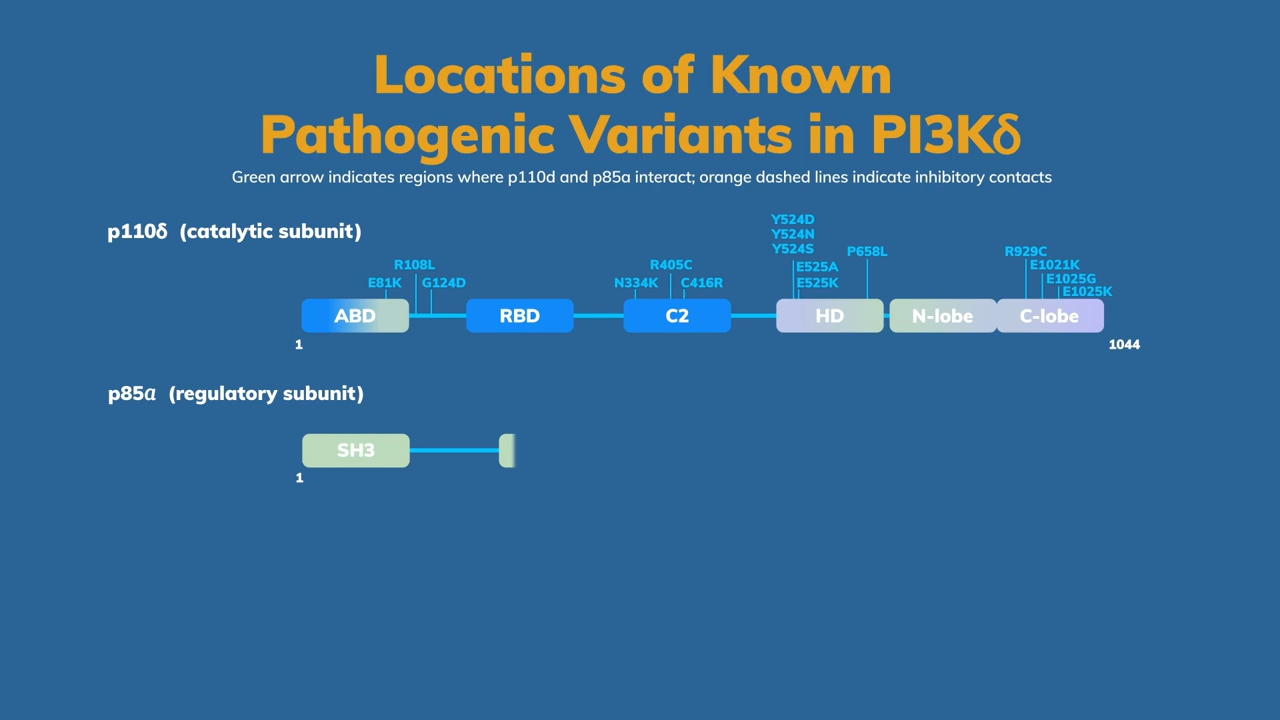 Locations of Known
Pathogenic Variants in PI3Kδ
Green arrow indicates regions where p110d and p85a interact; orange dashed lines indicate inhibitory contacts
p110δ (catalytic subunit)
Y524D
Y524N
Y524S
P658L
R929C
R108L
R405C
E525A
E1021K
E81K
G124D
N334K
C416R
E525K
E1025G
E1025K
ABD
RBD
C2
HD
N-lobe
C-lobe
1
1044
p85α (regulatory subunit)
SH3
1